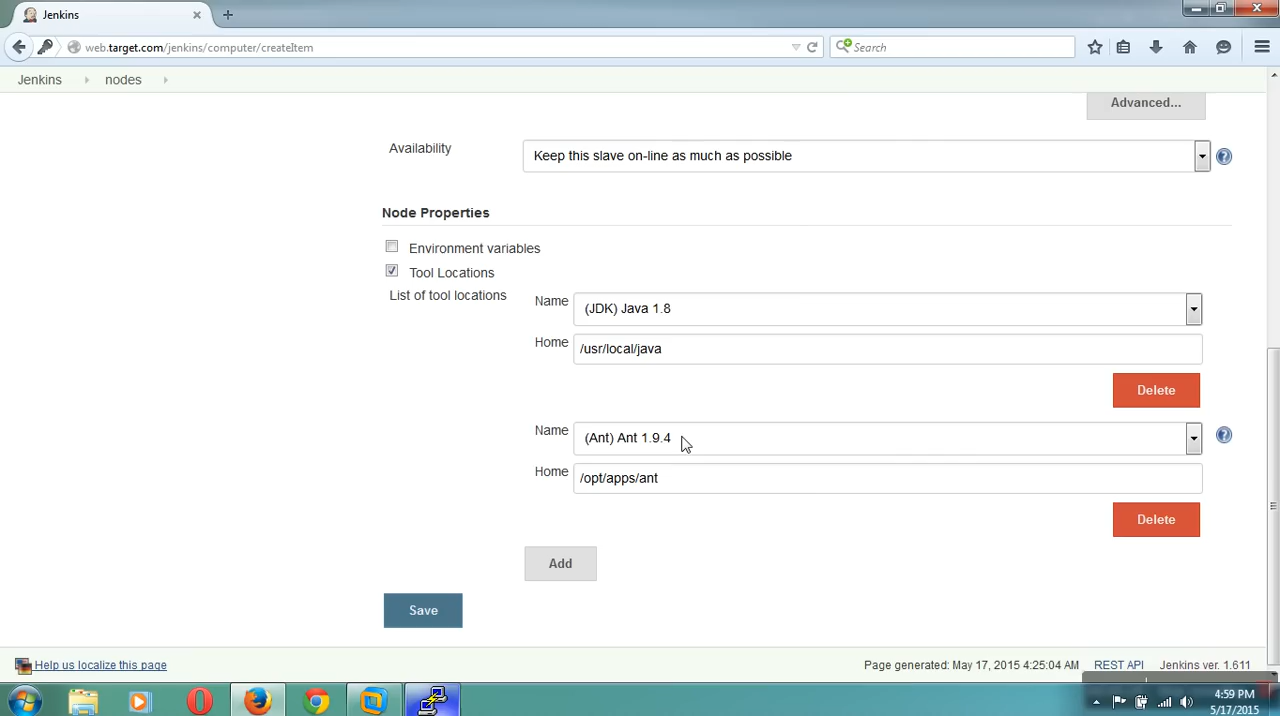 Jenkins
web.target.com/jenkins/computer/createItem
Search
Jenkins
nodes
Advanced...
Availability
Keep this slave on-line as much as possible
Node Properties
Environment variables
Tool Locations
List of tool locations
Name
(JDK) Java 1.8
Home
/usr/local/java
Delete
Name
(Ant) Ant 1.9.4
Home
/opt/apps/ant
Delete
Add
Save
Help us localize this page
Page generated: May 17, 2015 4:25:04 AM
REST API
Jenkins ver. 1.611
4:59 PM
5/17/2015